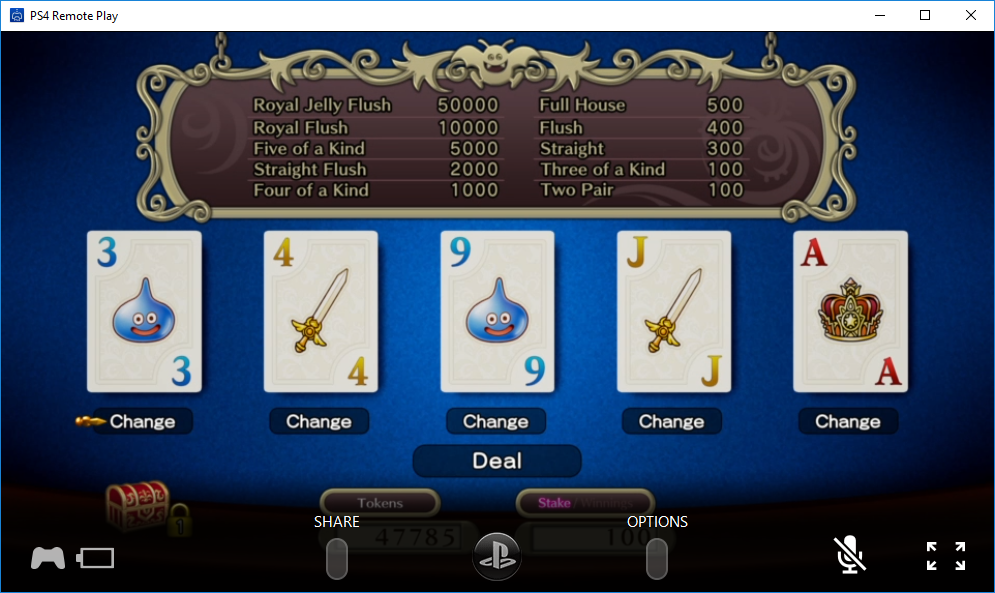 PS4 Remote Play
Royal Jelly Flush 50000 Full House 500
Royal Flush 10000 Flush 400
Five of a Kind 5000 Straight 300
Straight Flush 2000 Three of a Kind 100
Four of a Kind 1000 Two Pair 100
3 4 9 J A
3 4 9 J A
Change Change Change Change Change
Deal
Tokens Stake / Winnings
SHARE OPTIONS
47785 100
1